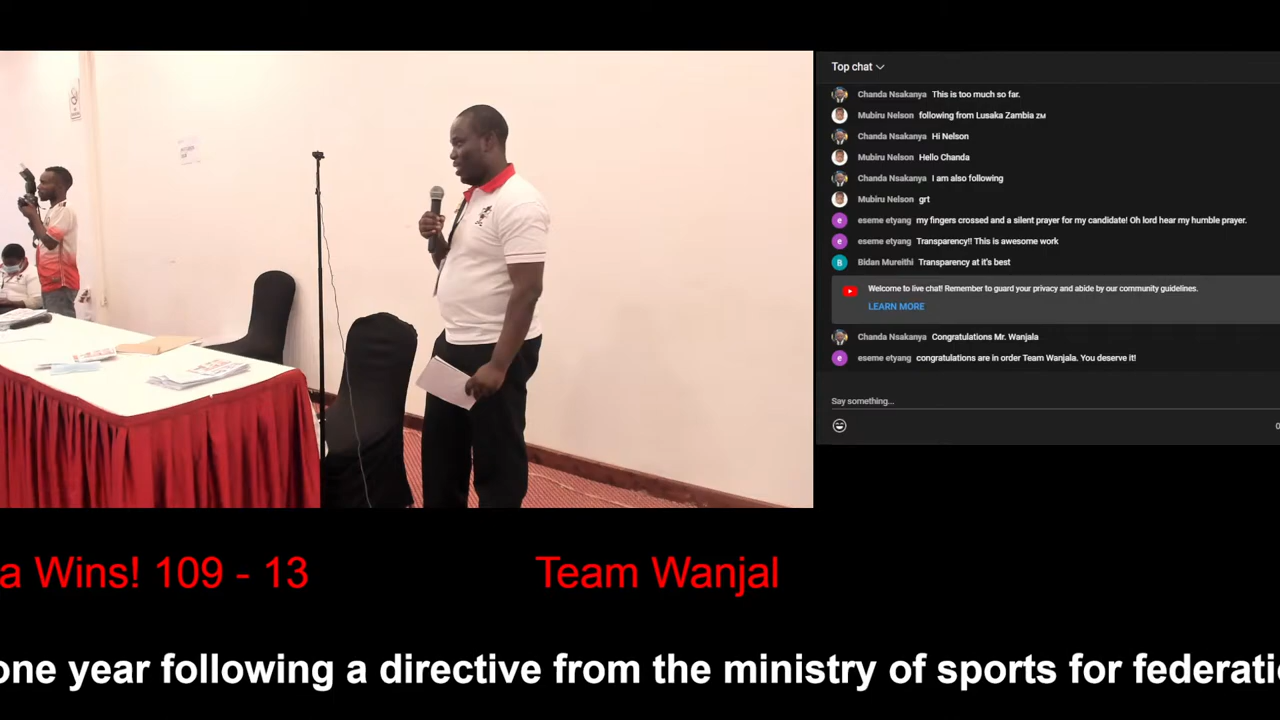 Top chat
Chanda Nsakanya This is too much so far.
Mubiru Nelson following from Lusaka Zambia ZM
Chanda Nsakanya Hi Nelson
Mubiru Nelson Hello Chanda
Chanda Nsakanya I am also following
Mubiru Nelson grt
e eseme etyang my fingers crossed and a silent prayer for my candidate! Oh lord hear my humble prayer.
e eseme etyang Transparency!! This is awesome work
B Bidan Mureithi Transparency at it's best
Welcome to live chat! Remember to guard your privacy and abide by our community guidelines.
LEARN MORE
Chanda Nsakanya Congratulations Mr. Wanjala
e eseme etyang congratulations are in order Team Wanjala. You deserve it!
Say something...
0
a Wins! 109 - 13 Team Wanjal
one year following a directive from the ministry of sports for federati